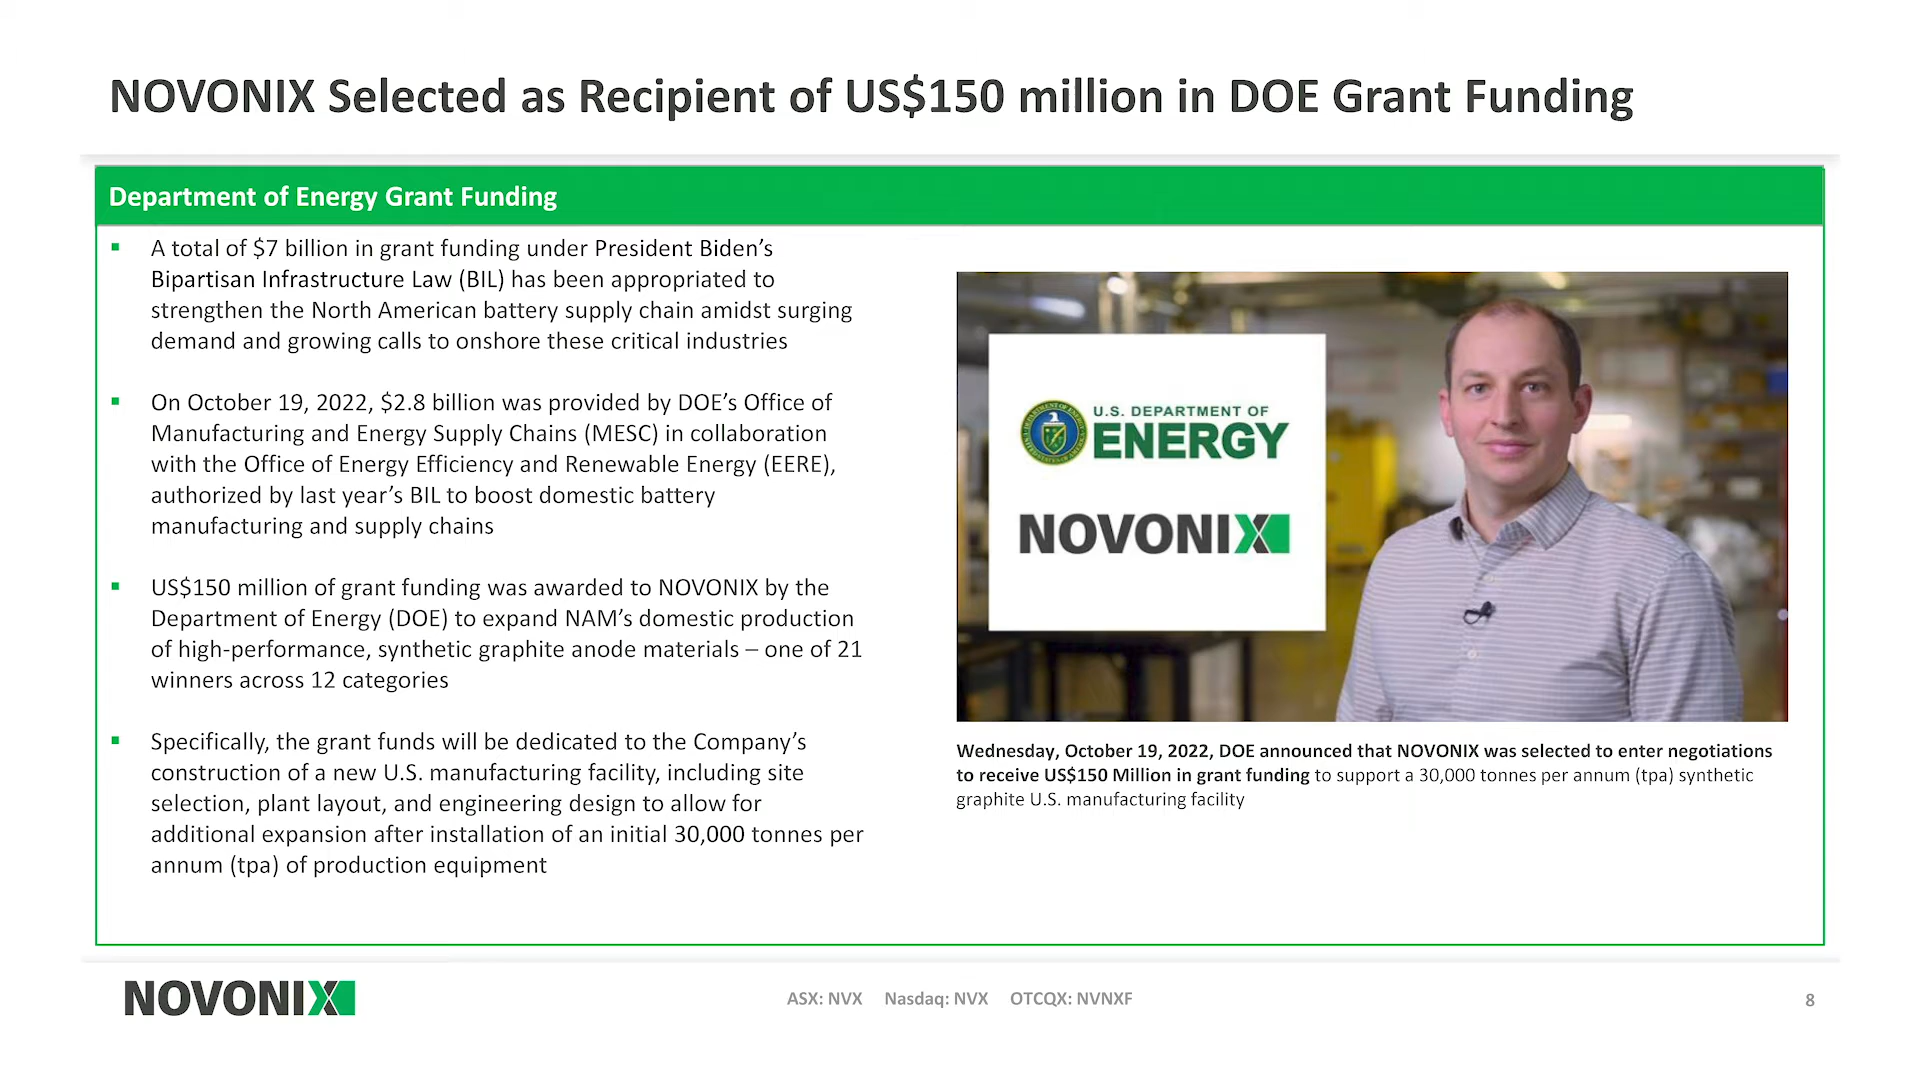 NOVONIX Selected as Recipient of US$150 million in DOE Grant Funding
Department of Energy Grant Funding
▪ A total of $7 billion in grant funding under President Biden’s
Bipartisan Infrastructure Law (BIL) has been appropriated to
strengthen the North American battery supply chain amidst surging
demand and growing calls to onshore these critical industries
▪ On October 19, 2022, $2.8 billion was provided by DOE’s Office of
Manufacturing and Energy Supply Chains (MESC) in collaboration
with the Office of Energy Efficiency and Renewable Energy (EERE),
authorized by last year’s BIL to boost domestic battery
manufacturing and supply chains
▪ US$150 million of grant funding was awarded to NOVONIX by the
Department of Energy (DOE) to expand NAM’s domestic production
of high-performance, synthetic graphite anode materials – one of 21
winners across 12 categories
▪ Specifically, the grant funds will be dedicated to the Company’s
construction of a new U.S. manufacturing facility, including site
selection, plant layout, and engineering design to allow for
additional expansion after installation of an initial 30,000 tonnes per
annum (tpa) of production equipment
U.S. DEPARTMENT OF
ENERGY
NOVONIX
Wednesday, October 19, 2022, DOE announced that NOVONIX was selected to enter negotiations
to receive US$150 Million in grant funding to support a 30,000 tonnes per annum (tpa) synthetic
graphite U.S. manufacturing facility
NOVONIX
ASX: NVX Nasdaq: NVX OTCQX: NVNXF
8